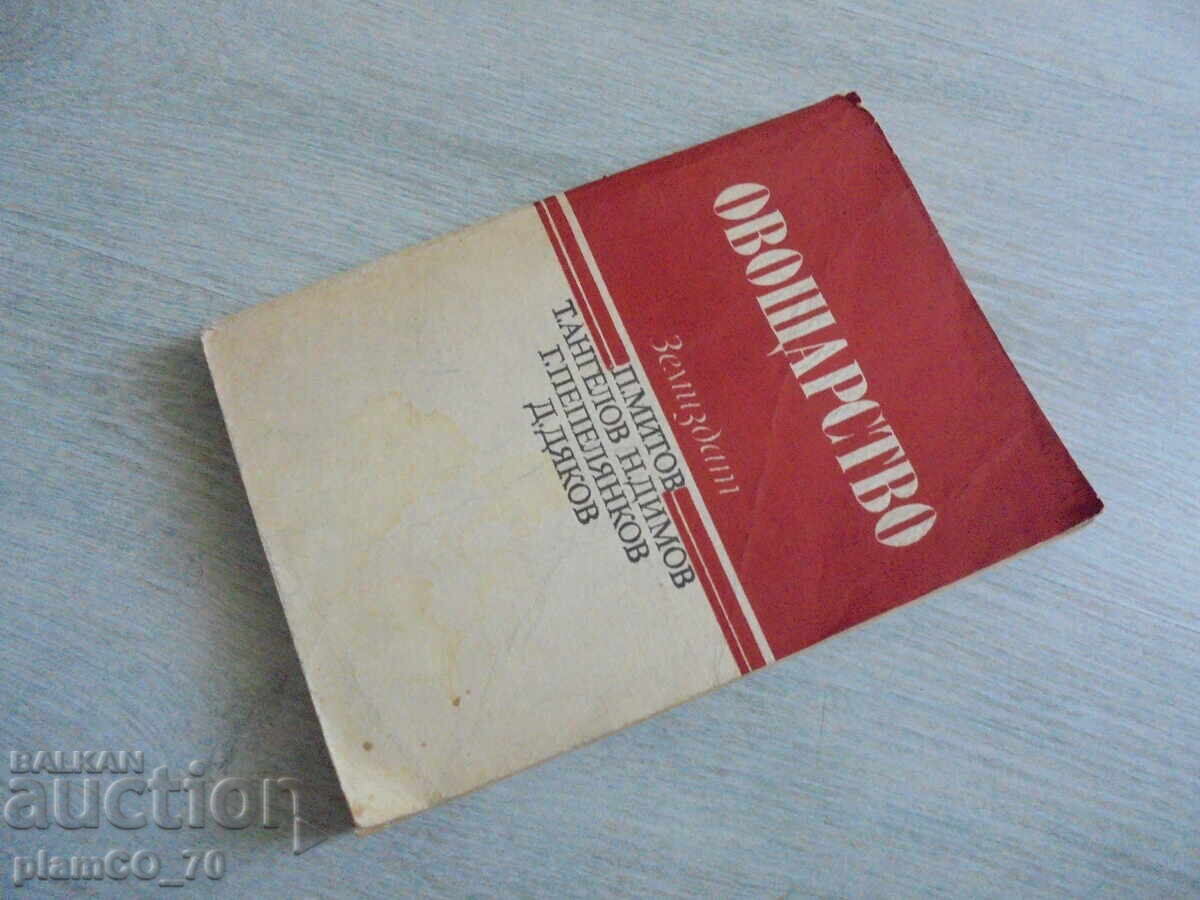 ОВОЩАРСТВО
Земиздат
П.МИТОВ
Т.АНГЕЛОВ Н.ДИМОВ
Г.ПЕПЕЛЯНКОВ
Д.ДЯКОВ
BALKAN
auction
plamCO_70